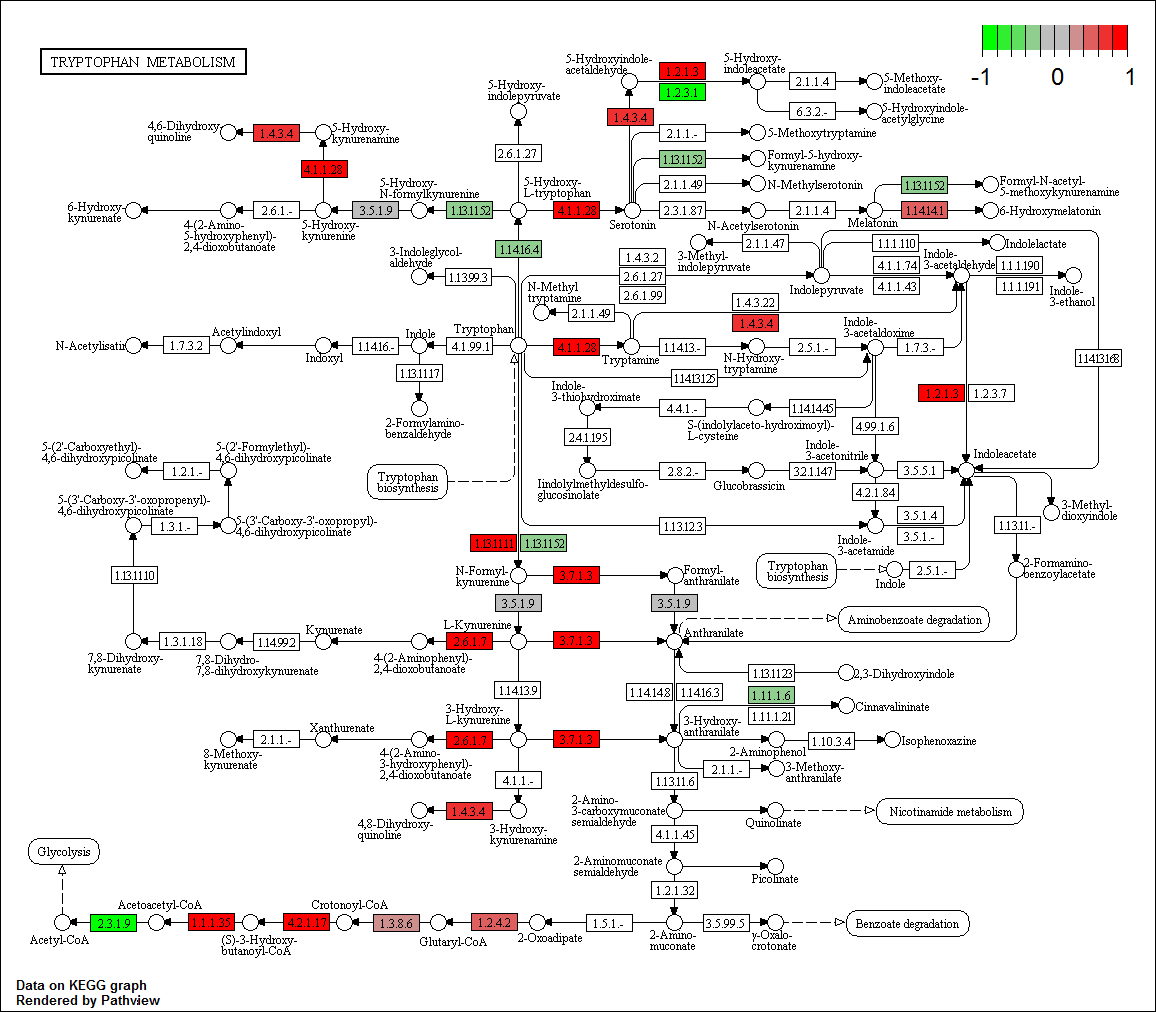 TRYPTOPHAN METABOLISM
-1 0 1
5-Hydroxyindole-
acetaldehyde
1.2.1.3
1.2.3.1
5-Hydroxy-
indoleacetate
2.1.1.4
5-Methoxy-
indoleacetate
6.3.2.-
5-Hydroxyindole-
acetylglycine
5-Hydroxy-
indolepyruvate
1.4.3.4
4,6-Dihydroxy-
quinoline
1.4.3.4
5-Hydroxy-
kynurenamine
2.1.1.-
5-Methoxytryptamine
2.6.1.27
1.13.11.52
Formyl-5-hydroxy-
kynurenamine
4.1.1.28
5-Hydroxy-
N-formylkynurenine
5-Hydroxy-
L-tryptophan
2.1.1.49
N-Methylserotonin
1.13.11.52
Formyl-N-acetyl-
5-methoxykynurenamine
6-Hydroxy-
kynurenate
2.6.1.-
3.5.1.9
1.13.11.52
4.1.1.28
2.3.1.87
2.1.1.4
1.14.14.1
6-Hydroxymelatonin
4-(2-Amino-
5-hydroxyphenyl)-
2,4-dioxobutanoate
5-Hydroxy-
kynurenine
Serotonin
N-Acetylserotonin
Melatonin
1.14.16.4
3-Indoleglycol-
aldehyde
1.13.99.3
3-Methyl-
indolepyruvate
2.1.1.47
1.1.1.110
Indolelactate
1.4.3.2
2.6.1.27
2.6.1.99
Indolepyruvate
4.1.1.74
4.1.1.43
Indole-
3-acetaldehyde
1.1.1.190
1.1.1.191
Indole-
3-ethanol
N-Methyl
tryptamine
2.1.1.49
1.4.3.22
1.4.3.4
Indole-
3-acetaldoxime
N-Acetylisatin
1.7.3.2
Acetylindoxyl
Indoxyl
1.14.16.-
Indole
4.1.99.1
Tryptophan
4.1.1.28
Tryptamine
1.14.13.-
N-Hydroxy-
tryptamine
2.5.1.-
1.7.3.-
1.14.13.168
1.13.11.17
1.14.13.125
2-Formylamino-
benzaldehyde
Indole-
3-thiohydroximate
4.4.1.-
1.14.14.45
S-(indolylaceto-hydroximoyl)-
L-cysteine
1.2.1.3
1.2.3.7
2.4.1.195
4.99.1.6
5-(2'-Carboxyethyl)-
4,6-dihydroxypicolinate
1.2.1.-
5-(2'-Formylethyl)-
4,6-dihydroxypicolinate
Tryptophan
biosynthesis
Iindolylmethyldesulfo-
glucosinolate
2.8.2.-
Glucobrassicin
3.2.1.147
Indole-
3-acetonitrile
3.5.5.1
Indoleacetate
4.2.1.84
5-(3'-Carboxy-3'-oxopropenyl)-
4,6-dihydroxypicolinate
1.3.1.-
5-(3'-Carboxy-3'-oxopropyl)-
4,6-dihydroxypicolinate
1.13.12.3
Indole-
3-acetamide
3.5.1.4
3.5.1.-
1.13.11.-
3-Methyl-
dioxyindole
1.13.11.11
1.13.11.52
1.13.1.10
N-Formyl-
kynurenine
3.7.1.3
Formyl-
anthranilate
Tryptophan
biosynthesis
Indole
2.5.1.-
2-Formamino-
benzoylacetate
3.5.1.9
3.5.1.9
Aminobenzoate degradation
7,8-Dihydroxy-
kynurenate
1.3.1.18
7,8-Dihydro-
7,8-dihydroxykynurenate
1.14.99.2
Kynurenate
4-(2-Aminophenyl)-
2,4-dioxobutanoate
2.6.1.7
L-Kynurenine
3.7.1.3
Anthranilate
1.13.11.23
2,3-Dihydroxyindole
1.14.13.9
1.14.14.8
1.14.16.3
1.11.1.6
1.11.1.21
Cinnavalininate
8-Methoxy-
kynurenate
2.1.1.-
Xanthurenate
4-(2-Amino-
3-hydroxyphenyl)-
2,4-dioxobutanoate
2.6.1.7
3-Hydroxy-
L-kynurenine
3.7.1.3
3-Hydroxy-
anthranilate
2-Aminophenol
1.10.3.4
Isophenoxazine
2.1.1.-
3-Methoxy-
anthranilate
4.1.1.-
1.13.11.6
4,8-Dihydroxy-
quinoline
1.4.3.4
3-Hydroxy-
kynurenamine
2-Amino-
3-carboxymuconate
semialdehyde
Quinolinate
Nicotinamide metabolism
4.1.1.45
Glycolysis
2-Aminomuconate
semialdehyde
Picolinate
1.2.1.32
Acetyl-CoA
2.3.1.9
Acetoacetyl-CoA
1.1.1.35
(S)-3-Hydroxy-
butanoyl-CoA
4.2.1.17
Crotonoyl-CoA
1.3.8.6
Glutaryl-CoA
1.2.4.2
2-Oxoadipate
1.5.1.-
2-Amino-
muconate
3.5.99.5
γ-Oxalo-
crotonate
Benzoate degradation
Data on KEGG graph
Rendered by Pathview